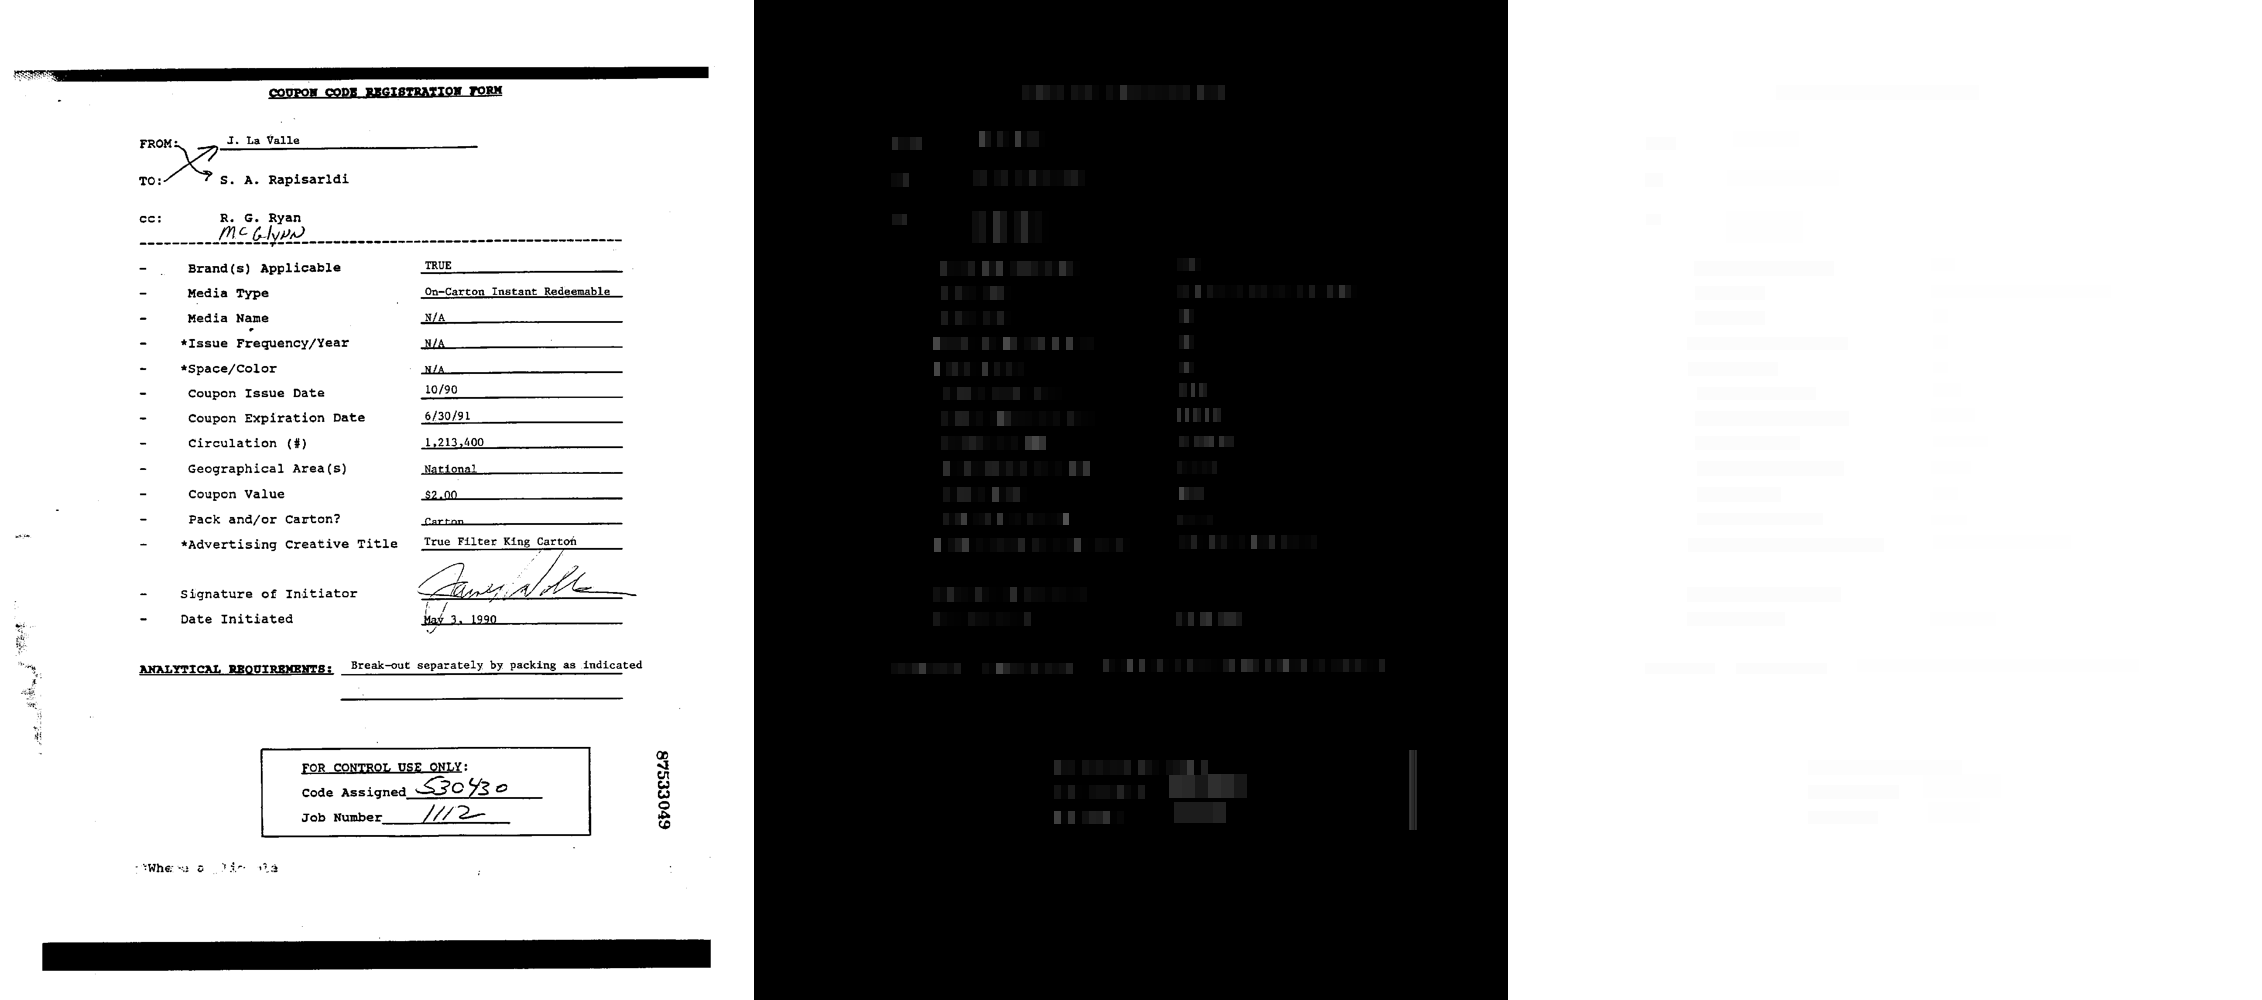 COUPON CODE REGISTRATION FORM
FROM: J. La Valle
TO: S. A. Rapisarldi
cc: R. G. Ryan
McGlynn
- Brand(s) Applicable TRUE
- Media Type On-Carton Instant Redeemable
- Media Name N/A
- *Issue Frequency/Year N/A
- *Space/Color N/A
- Coupon Issue Date 10/90
- Coupon Expiration Date 6/30/91
- Circulation (#) 1,213,400
- Geographical Area(s) National
- Coupon Value $2.00
- Pack and/or Carton? Carton
- *Advertising Creative Title True Filter King Carton
- Signature of Initiator
- Date Initiated May 3, 1990
ANALYTICAL REQUIREMENTS: Break-out separately by packing as indicated
FOR CONTROL USE ONLY:
Code Assigned 530430
Job Number 1112
87533049